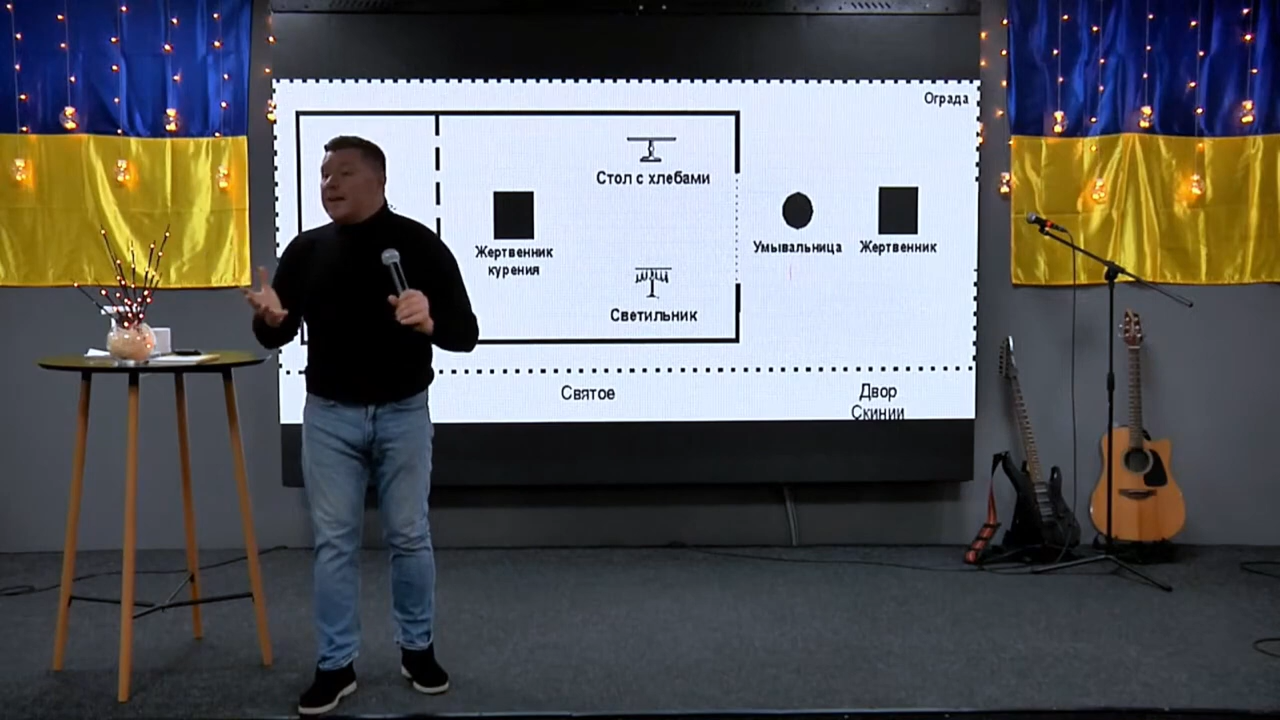 Ограда
Стол с хлебами
Жертвенник
курения
Умывальница
Жертвенник
Светильник
Святое
Двор
Скинии